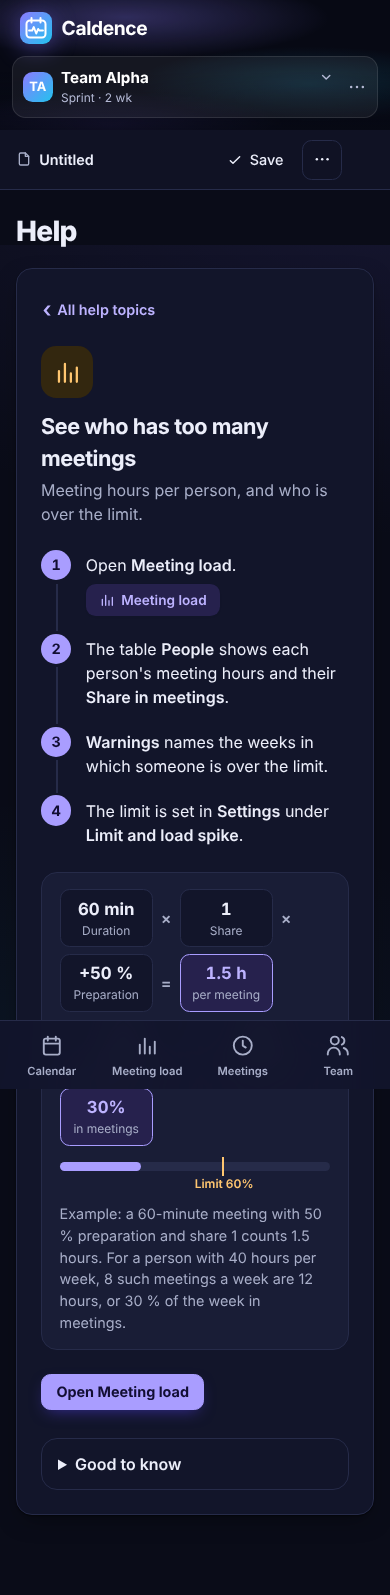 Caldence
TA
Team Alpha
Sprint · 2 wk
Untitled
Save
Help
All help topics
See who has too many
meetings
Meeting hours per person, and who is
over the limit.
1
Open Meeting load.
Meeting load
2
The table People shows each
person's meeting hours and their
Share in meetings.
3
Warnings names the weeks in
which someone is over the limit.
4
The limit is set in Settings under
Limit and load spike.
60 min
Duration
×
1
Share
×
+50 %
Preparation
=
1.5 h
per meeting
Calendar
Meeting load
Meetings
Team
30%
in meetings
Limit 60%
Example: a 60-minute meeting with 50
% preparation and share 1 counts 1.5
hours. For a person with 40 hours per
week, 8 such meetings a week are 12
hours, or 30 % of the week in
meetings.
Open Meeting load
Good to know